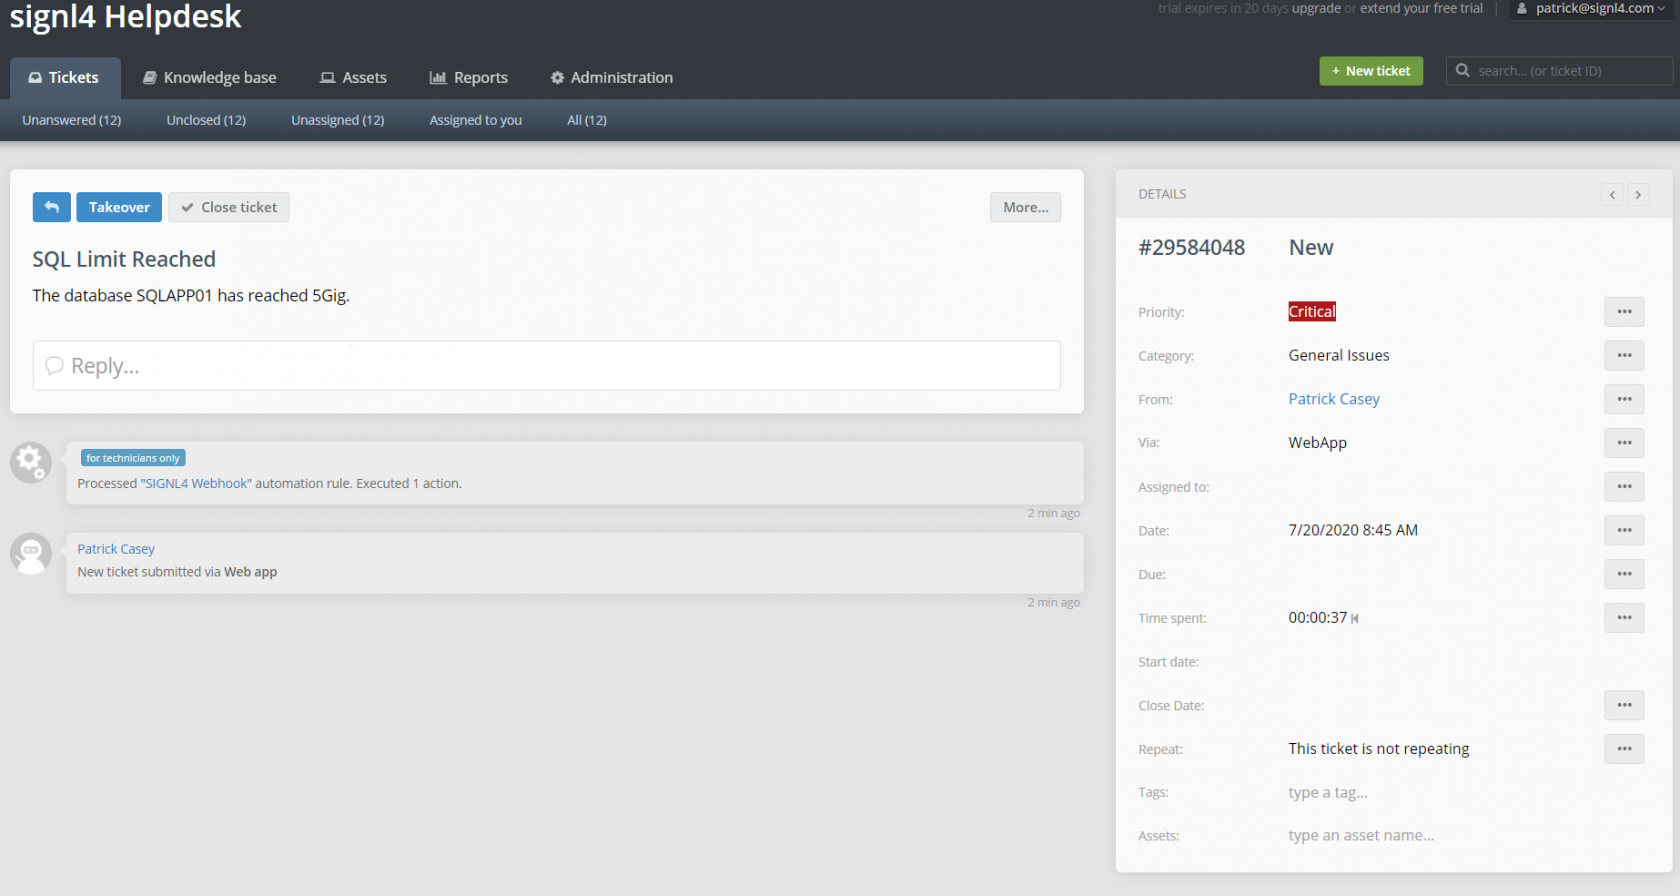 signl4 Helpdesk
trial expires in 20 days upgrade or extend your free trial | patrick@signl4.com
Tickets Knowledge base Assets Reports Administration
+ New ticket
search... (or ticket ID)
Unanswered (12) Unclosed (12) Unassigned (12) Assigned to you All (12)
Takeover Close ticket More...
SQL Limit Reached
The database SQLAPP01 has reached 5Gig.
Reply...
for technicians only
Processed "SIGNL4 Webhook" automation rule. Executed 1 action.
2 min ago
Patrick Casey
New ticket submitted via Web app
2 min ago
DETAILS
#29584048 New
Priority: Critical
Category: General Issues
From: Patrick Casey
Via: WebApp
Assigned to:
Date: 7/20/2020 8:45 AM
Due:
Time spent: 00:00:37
Start date:
Close Date:
Repeat: This ticket is not repeating
Tags: type a tag...
Assets: type an asset name...